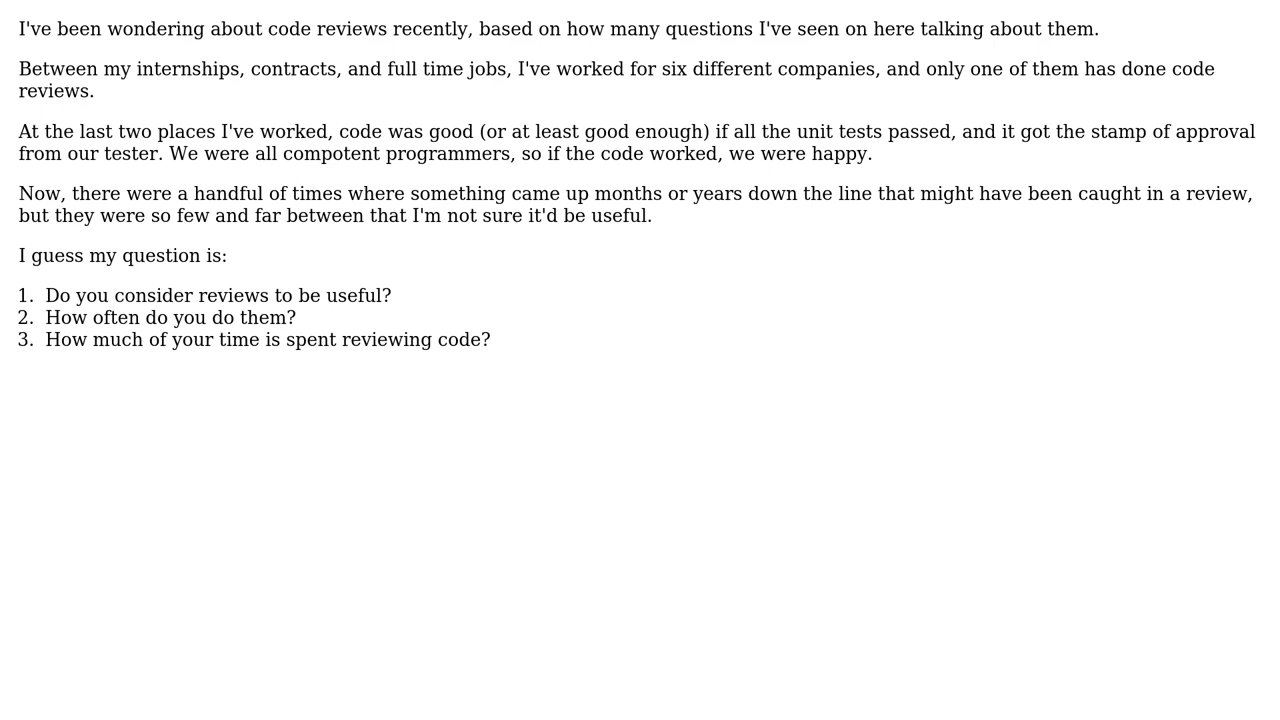 I've been wondering about code reviews recently, based on how many questions I've seen on here talking about them.
Between my internships, contracts, and full time jobs, I've worked for six different companies, and only one of them has done code
reviews.
At the last two places I've worked, code was good (or at least good enough) if all the unit tests passed, and it got the stamp of approval
from our tester. We were all compotent programmers, so if the code worked, we were happy.
Now, there were a handful of times where something came up months or years down the line that might have been caught in a review,
but they were so few and far between that I'm not sure it'd be useful.
I guess my question is:
1. Do you consider reviews to be useful?
2. How often do you do them?
3. How much of your time is spent reviewing code?